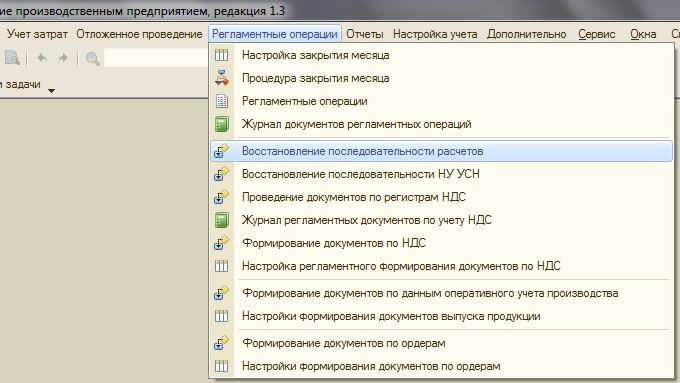 ие производственным предприятием, редакция 1.3
Учет затрат Отложенное проведение Регламентные операции Отчеты Настройка учета Дополнительно Сервис Окна С
и задачи
Настройка закрытия месяца
Процедура закрытия месяца
Регламентные операции
Журнал документов регламентных операций
Восстановление последовательности расчетов
Восстановление последовательности НУ УСН
Проведение документов по регистрам НДС
Журнал регламентных документов по учету НДС
Формирование документов по НДС
Настройка регламентного формирования документов по НДС
Формирование документов по данным оперативного учета производства
Настройки формирования документов выпуска продукции
Формирование документов по ордерам
Настройки формирования документов по ордерам